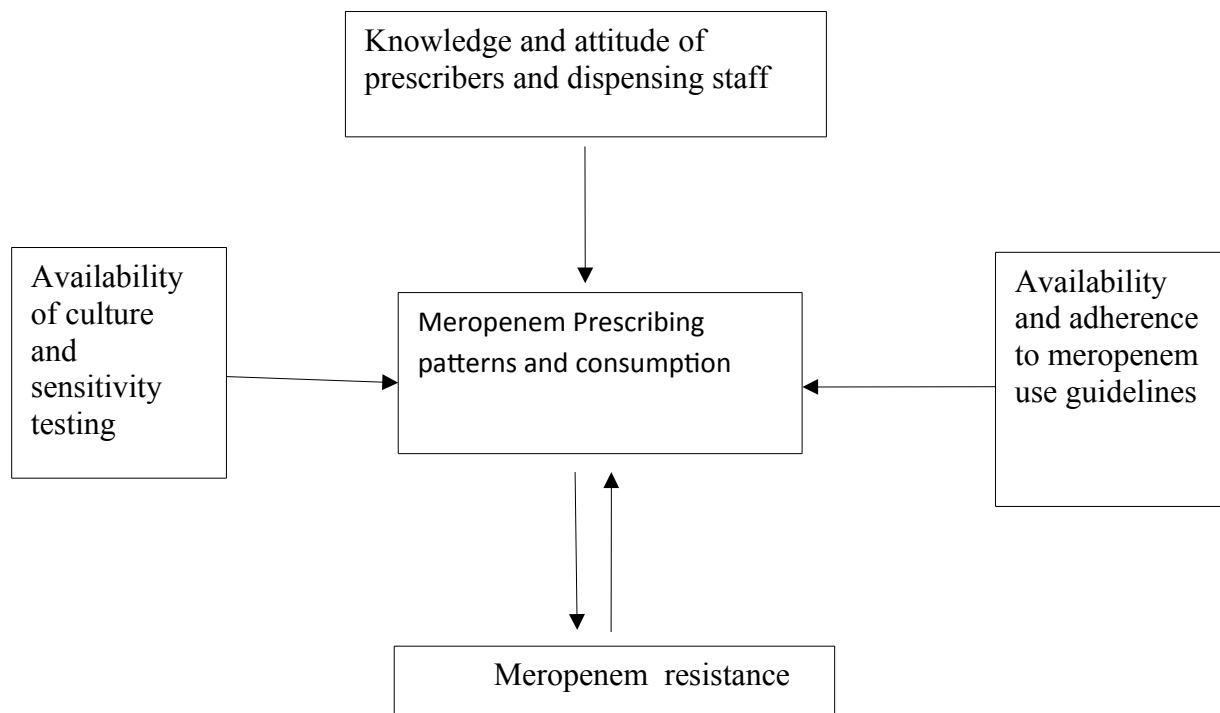 Knowledge and attitude of
prescribers and dispensing staff
Availability
of culture
and
sensitivity
testing
Meropenem Prescribing
patterns and consumption
Availability
and adherence
to meropenem
use guidelines
Meropenem  resistance